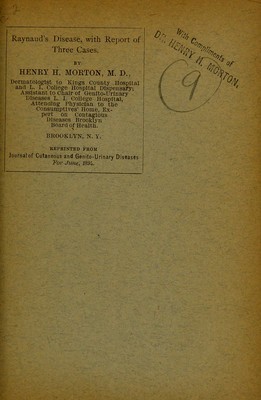 Raynaud's Disease, with Report of
Three Cases.
BY
HENRY H. MORTON, M. D.,
Dermatologist to Kings County Hospital
and L. I. College Hospital Dispensary;
Assistant to Chair of Genito-Urinary
Diseases L. I. College Hospital,
Attending Physician to the
Consumptives' Home, Ex-
pert on Contagious
Diseases Brooklyn
Board of Health.
BROOKLYN, N. Y.
REPRINTED FROM
Journal of Cutaneous and Genito-Urinary Diseases
For June, 1894.
With Compliments of
DR. HENRY H. MORTON.
9